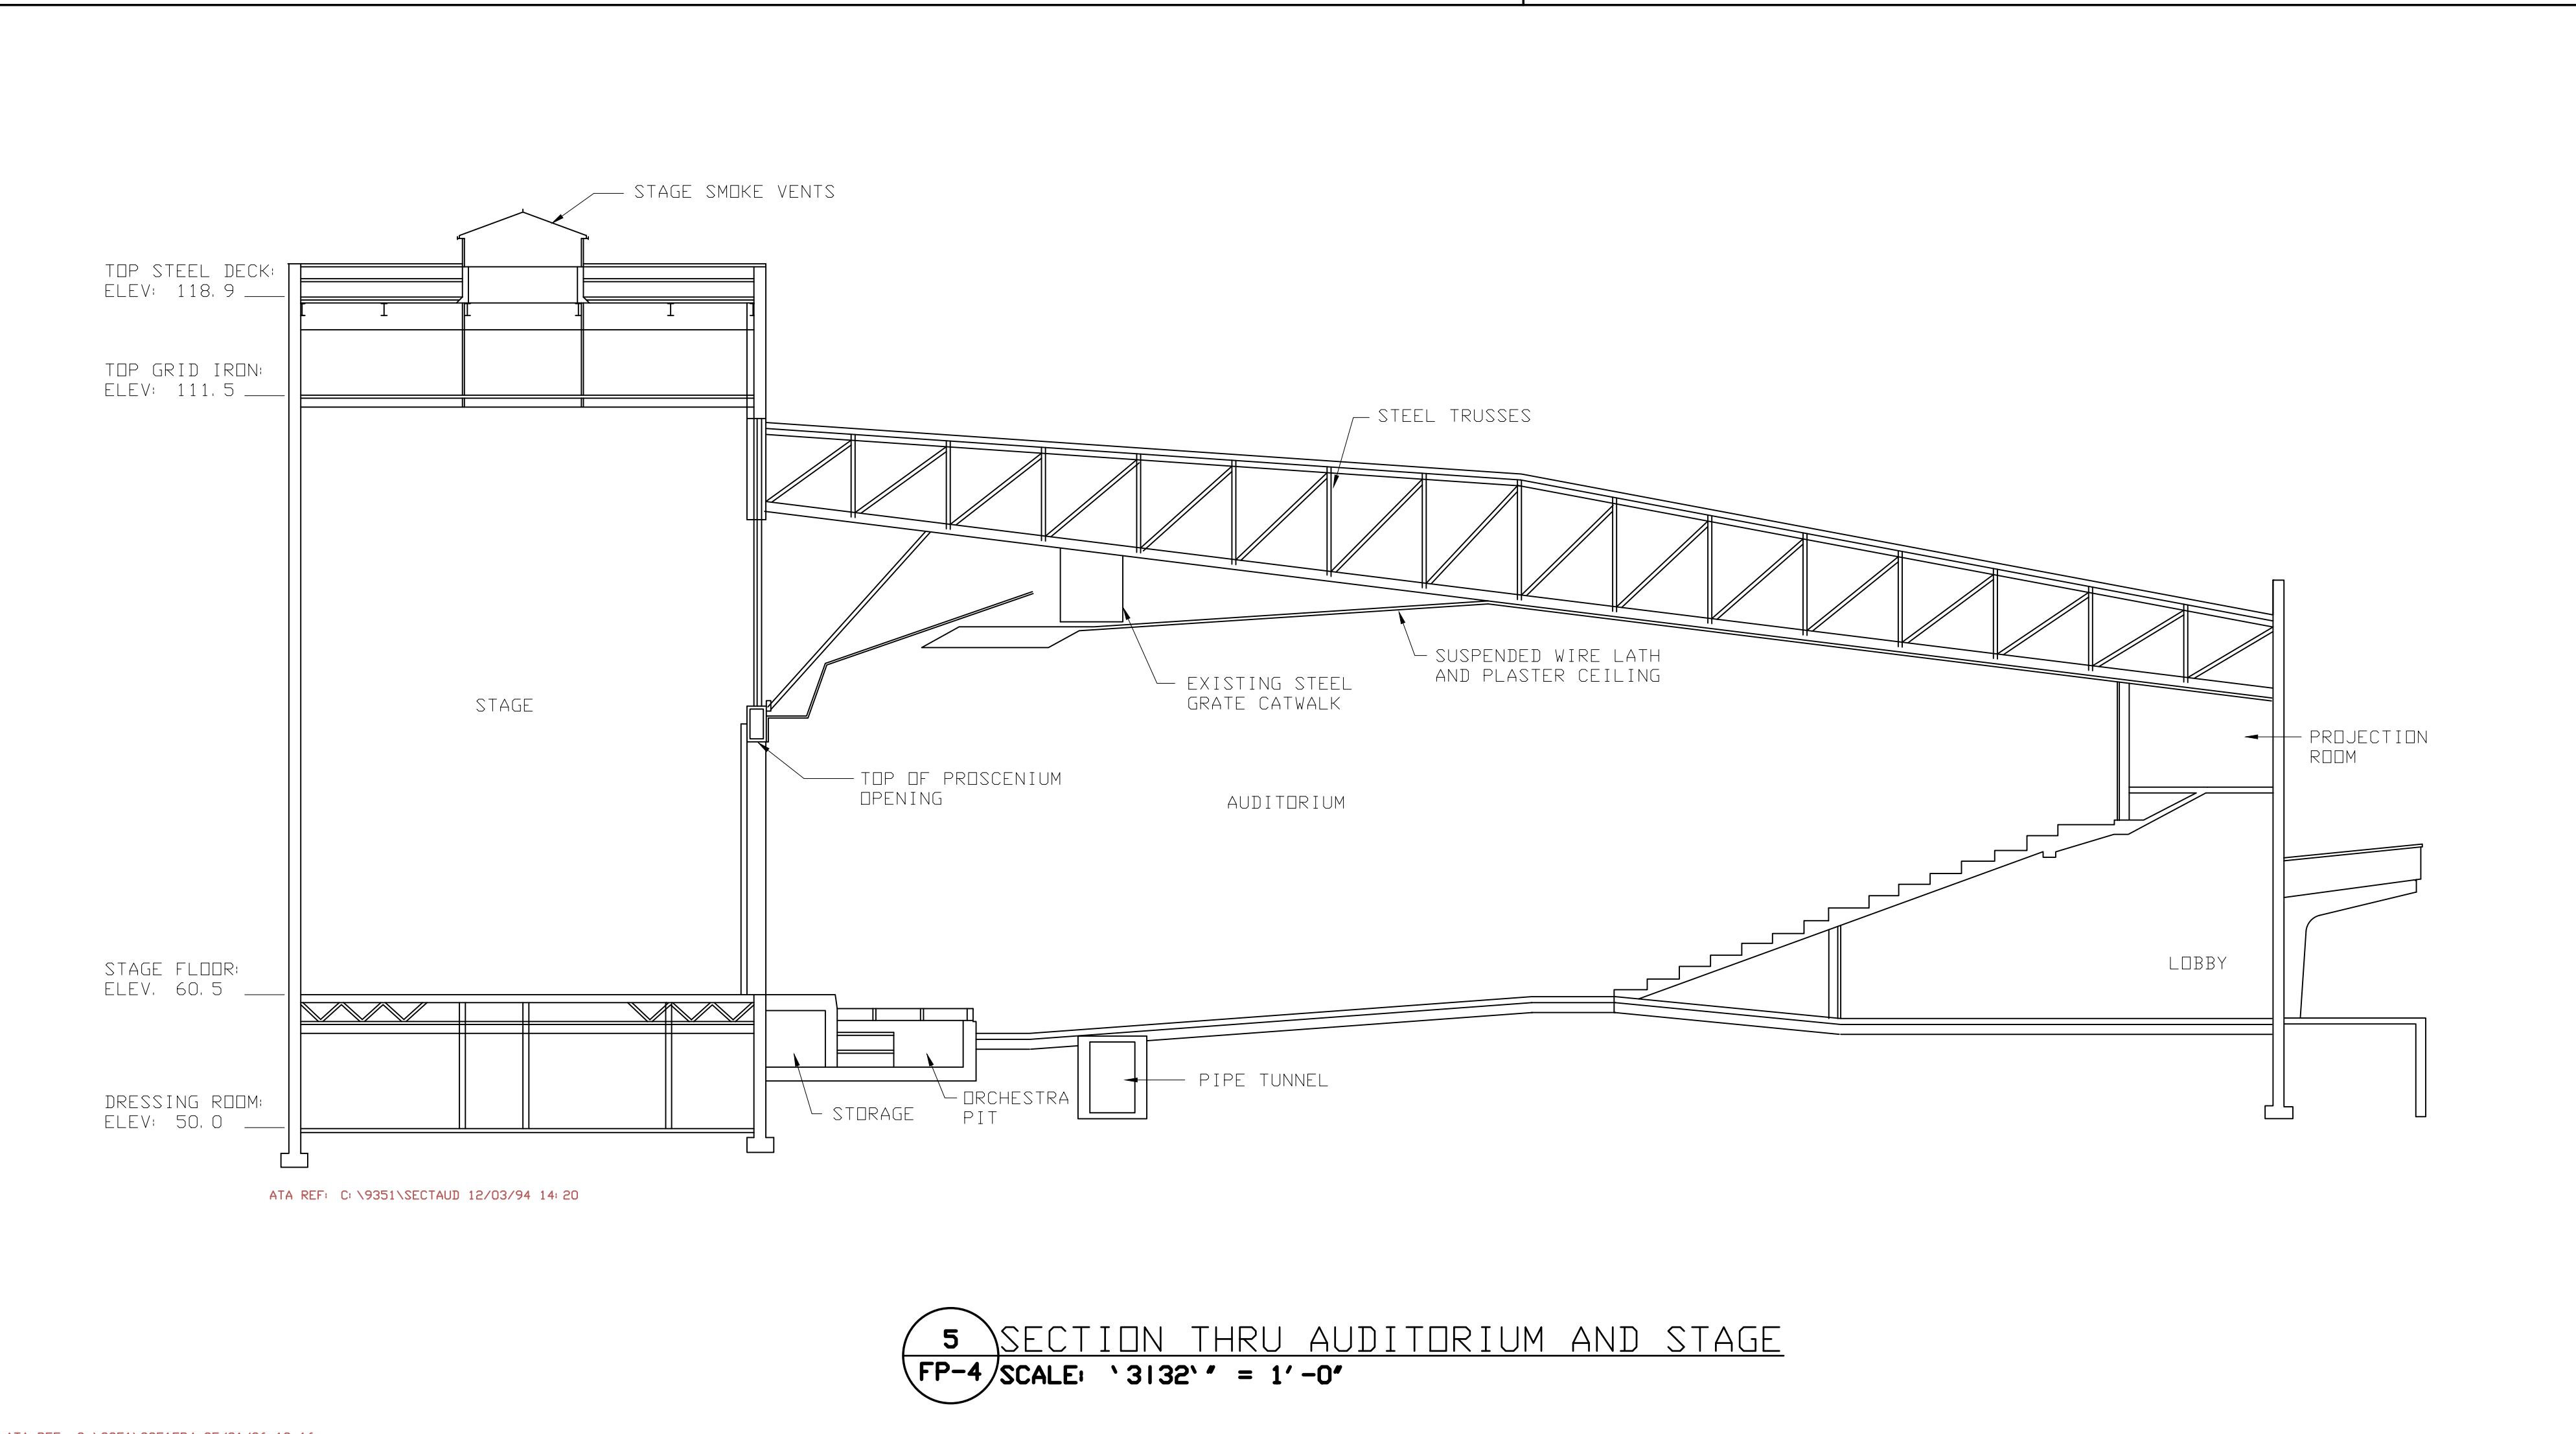 STAGE SMOKE VENTS
TOP STEEL DECK:
ELEV: 118.9
TOP GRID IRON:
ELEV: 111.5
STEEL TRUSSES
SUSPENDED WIRE LATH
AND PLASTER CEILING
EXISTING STEEL
GRATE CATWALK
STAGE
PROJECTION
ROOM
TOP OF PROSCENIUM
OPENING
AUDITORIUM
LOBBY
STAGE FLOOR:
ELEV. 60.5
PIPE TUNNEL
ORCHESTRA
PIT
STORAGE
DRESSING ROOM:
ELEV: 50.0
ATA REF: C:\9351\SECTAUD 12/03/94 14:20
5
FP-4
SECTION THRU AUDITORIUM AND STAGE
SCALE: '3|32'" = 1'-0"